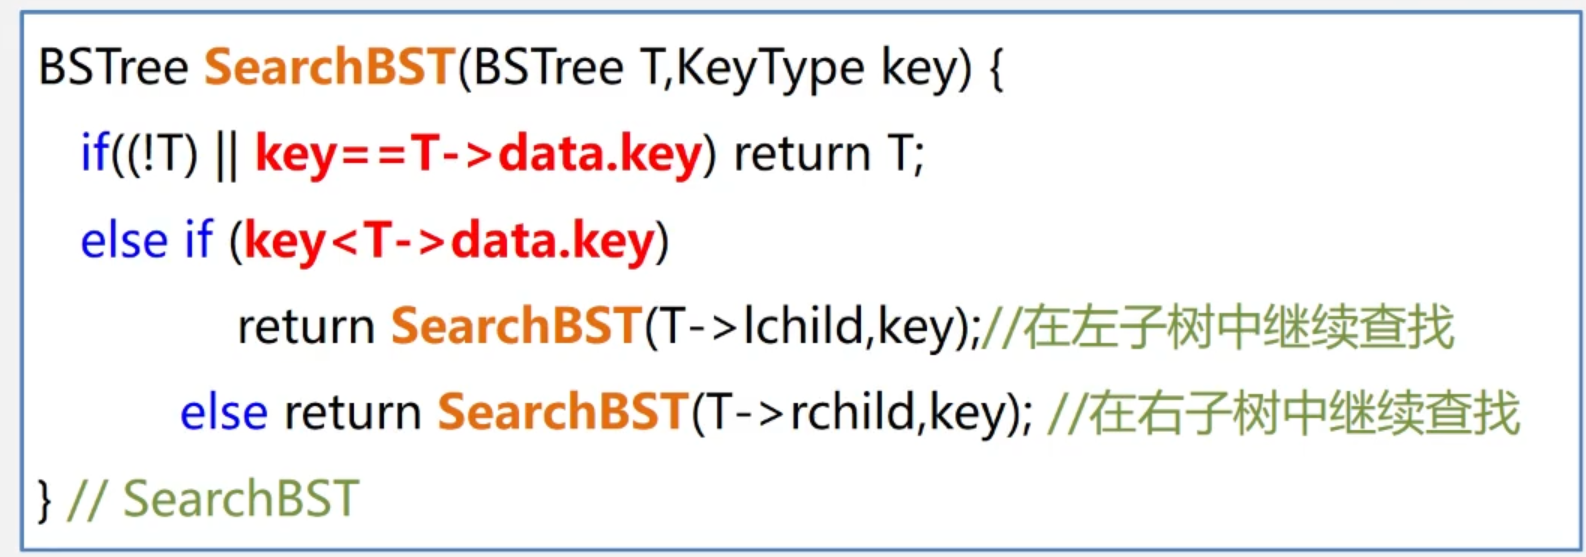 BSTree SearchBST(BSTree T,KeyType key) {
if((!T) || key==T->data.key) return T;
else if (key<T->data.key)
return SearchBST(T->lchild,key);//在左子树中继续查找
else return SearchBST(T->rchild,key); //在右子树中继续查找
} // SearchBST